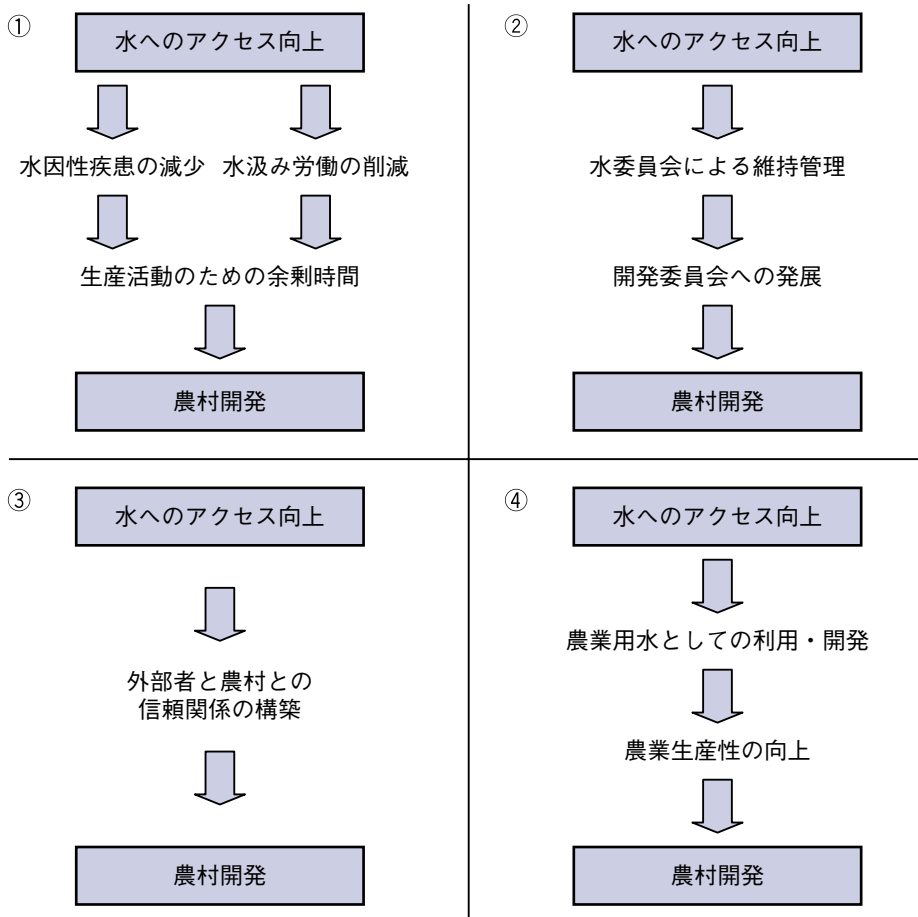 ①
水へのアクセス向上
水因性疾患の減少 水汲み労働の削減
生産活動のための余剰時間
農村開発
②
水へのアクセス向上
水委員会による維持管理
開発委員会への発展
農村開発
③
水へのアクセス向上
外部者と農村との
信頼関係の構築
農村開発
④
水へのアクセス向上
農業用水としての利用・開発
農業生産性の向上
農村開発